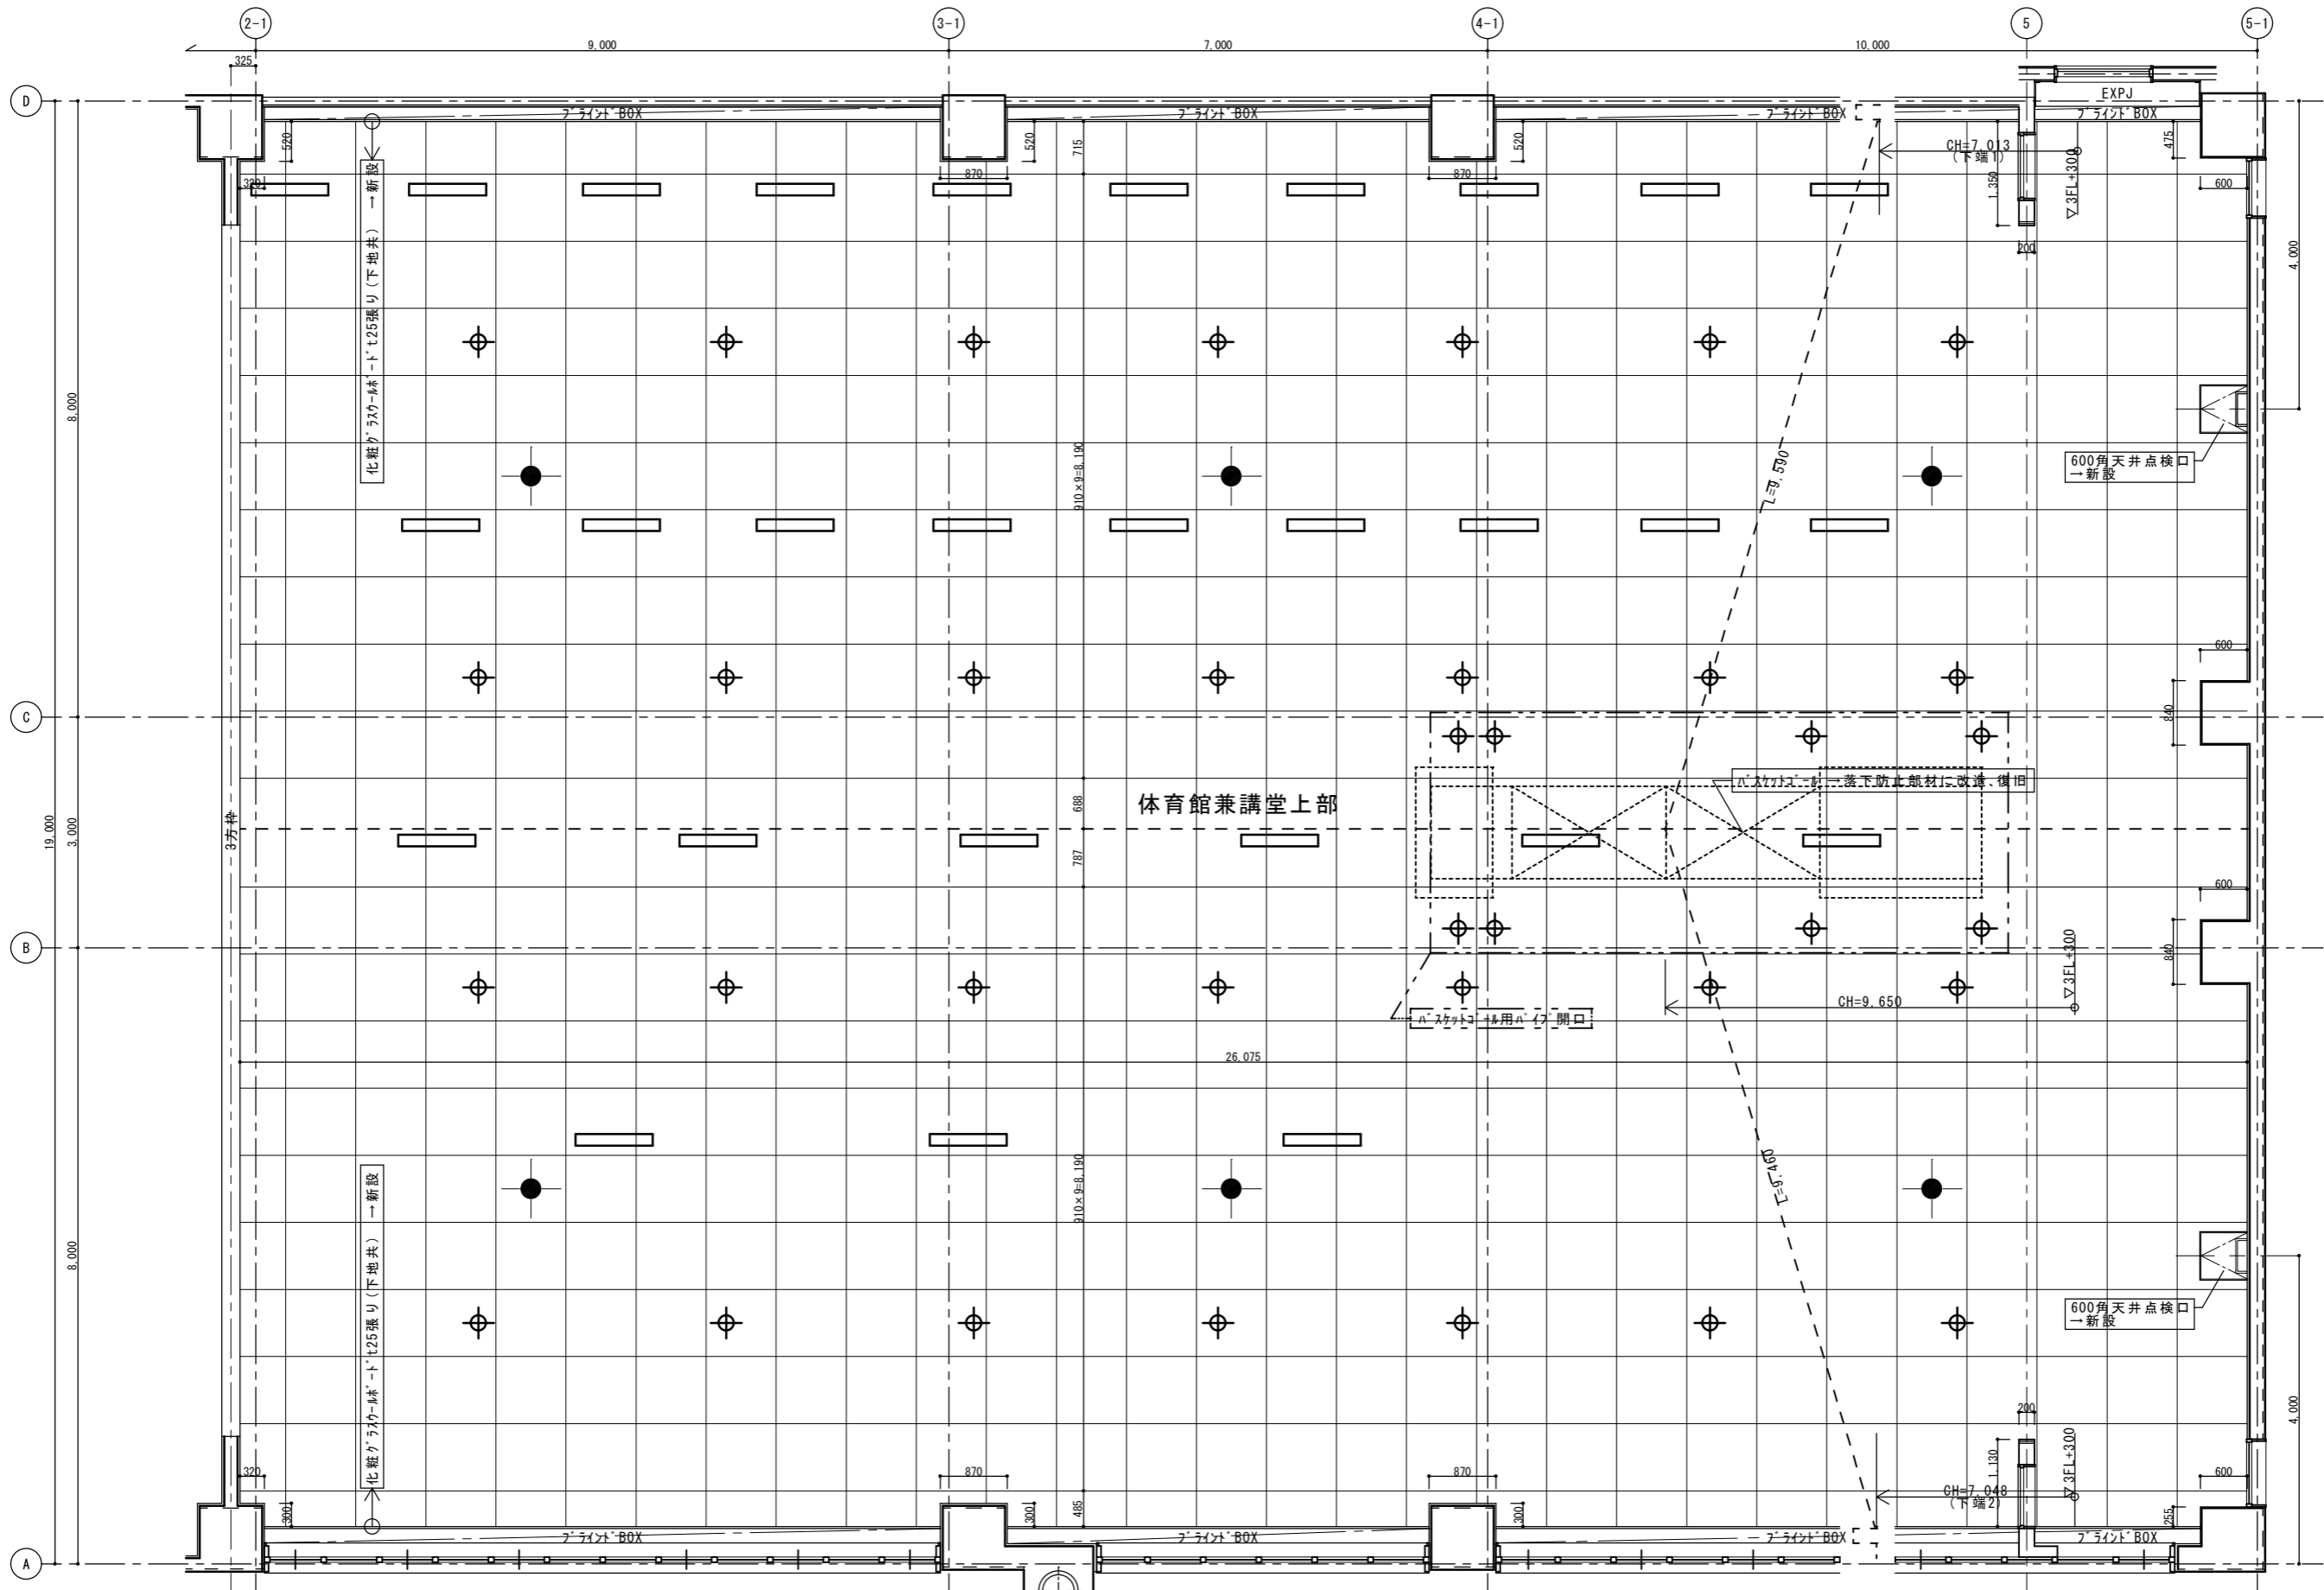 2-1
3-1
4-1
5
5-1
9,000
7,000
10,000
325
D
EXPJ
ブラインドBOX
ブラインドBOX
ブラインドBOX
ブラインドBOX
520
520
715
520
475
CH=7,013
(下端1)
320
870
870
1,350
▽3FL+300
600
200
4,000
化粧グラスウールボードt25張り(下地共) →新設
8,000
910×9=8,190
L=9,590
600角天井点検口
→新設
600
C
840
バスケットゴール →落下防止部材に改造、復旧
体育館兼講堂上部
688
19,000
3,000
3方枠
787
600
B
840
▽3FL+300
CH=9,650
バスケットゴール用パイプ開口
26,075
L=9,460
910×9=8,190
化粧グラスウールボードt25張り(下地共) →新設
8,000
600角天井点検口
→新設
4,000
200
320
870
870
1,130
▽3FL+300
600
CH=7,048
(下端2)
300
300
485
300
255
ブラインドBOX
ブラインドBOX
ブラインドBOX
ブラインドBOX
A